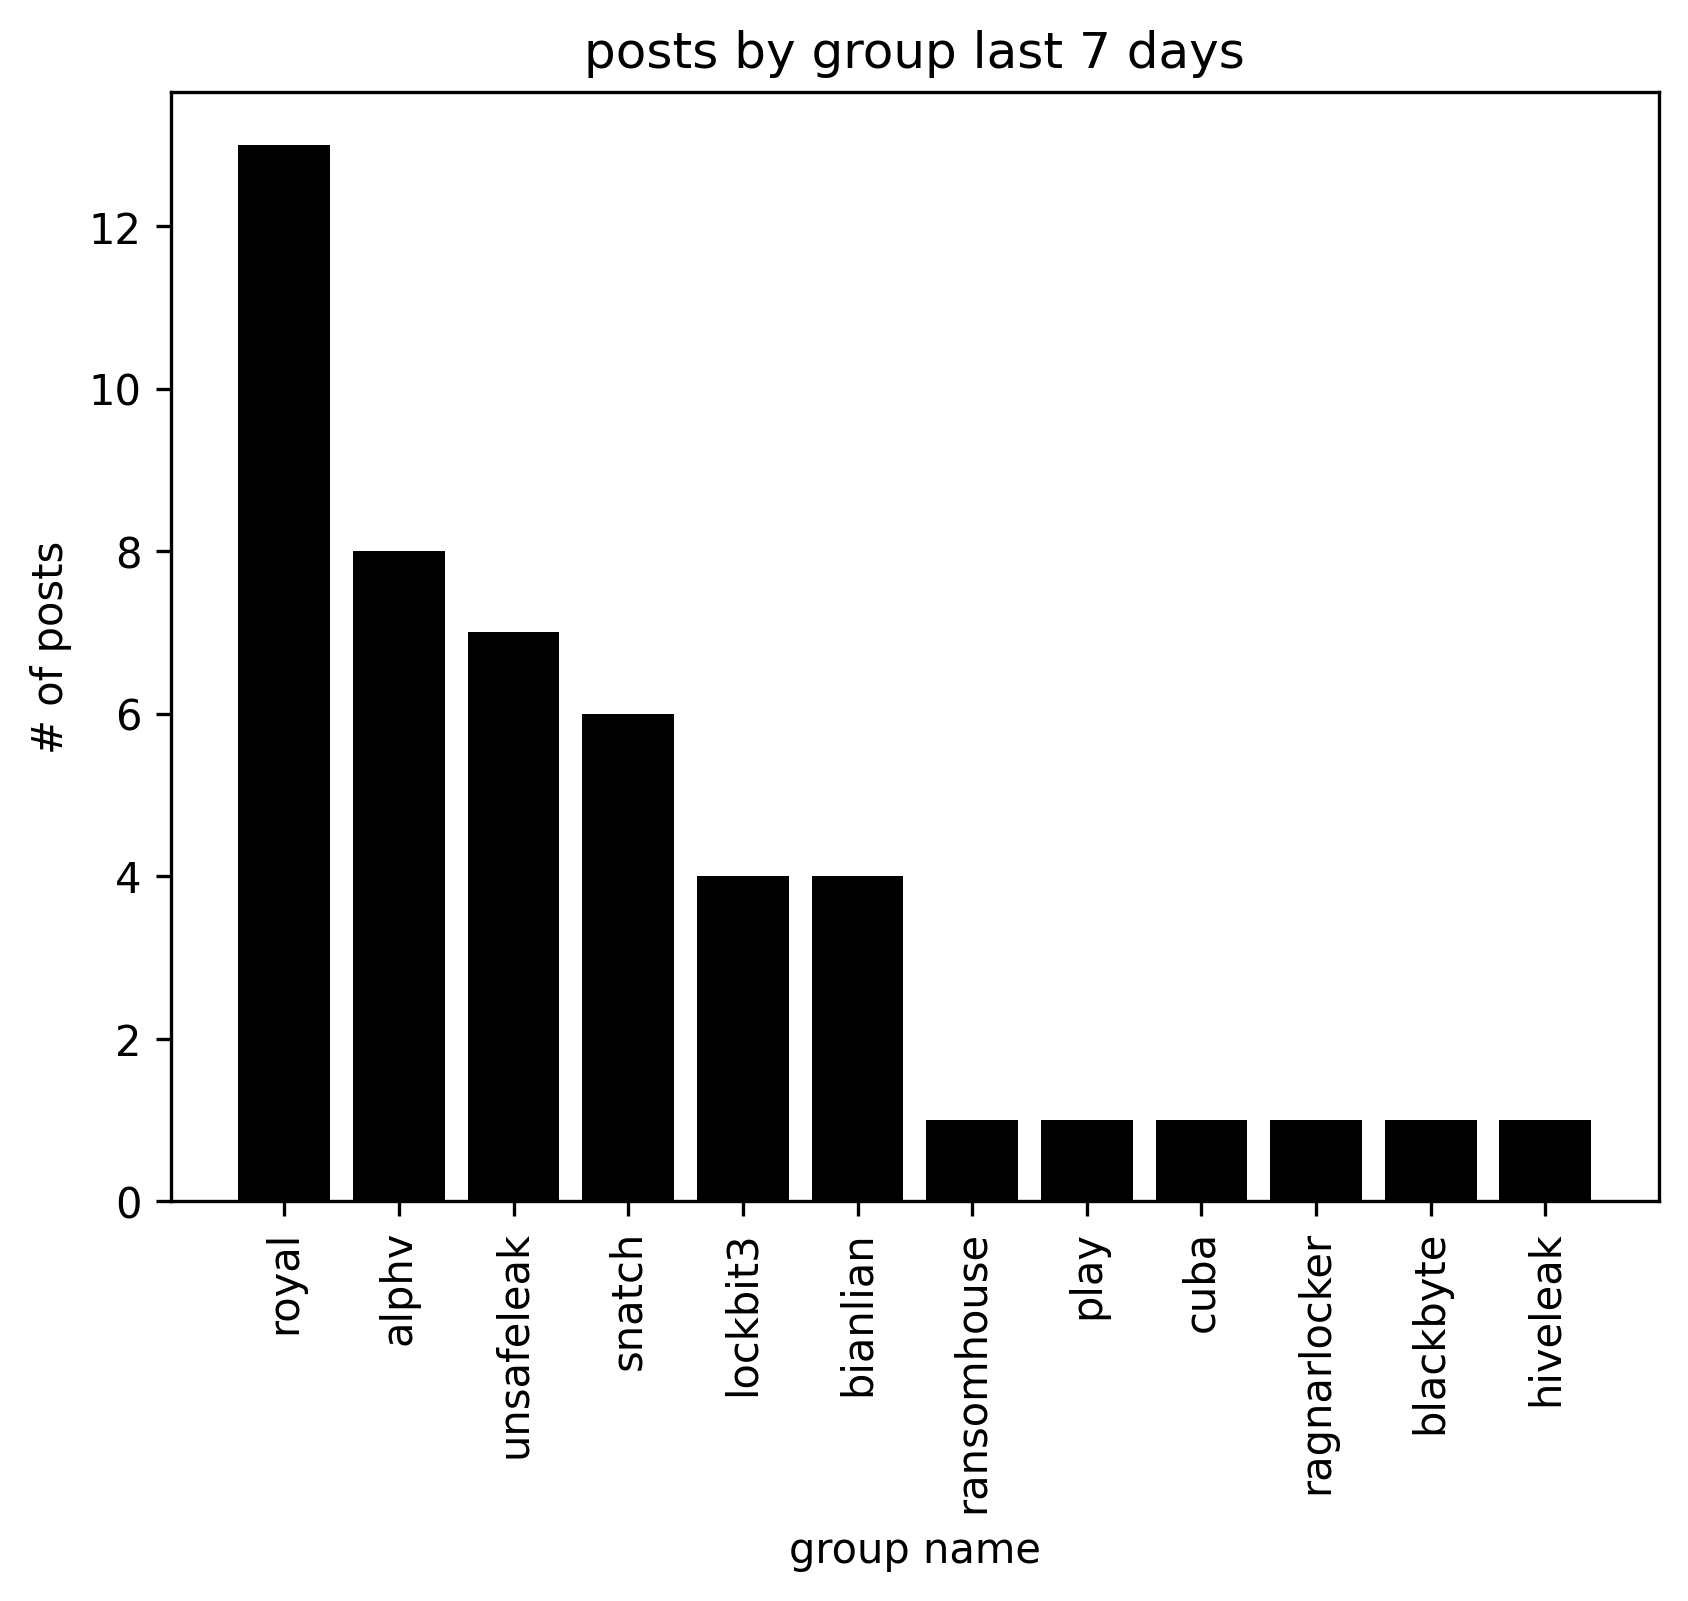 posts by group last 7 days
# of posts
12
10
8
6
4
2
0
royal
alphv
unsafeleak
snatch
lockbit3
bianlian
ransomhouse
play
cuba
ragnarlocker
blackbyte
hiveleak
group name